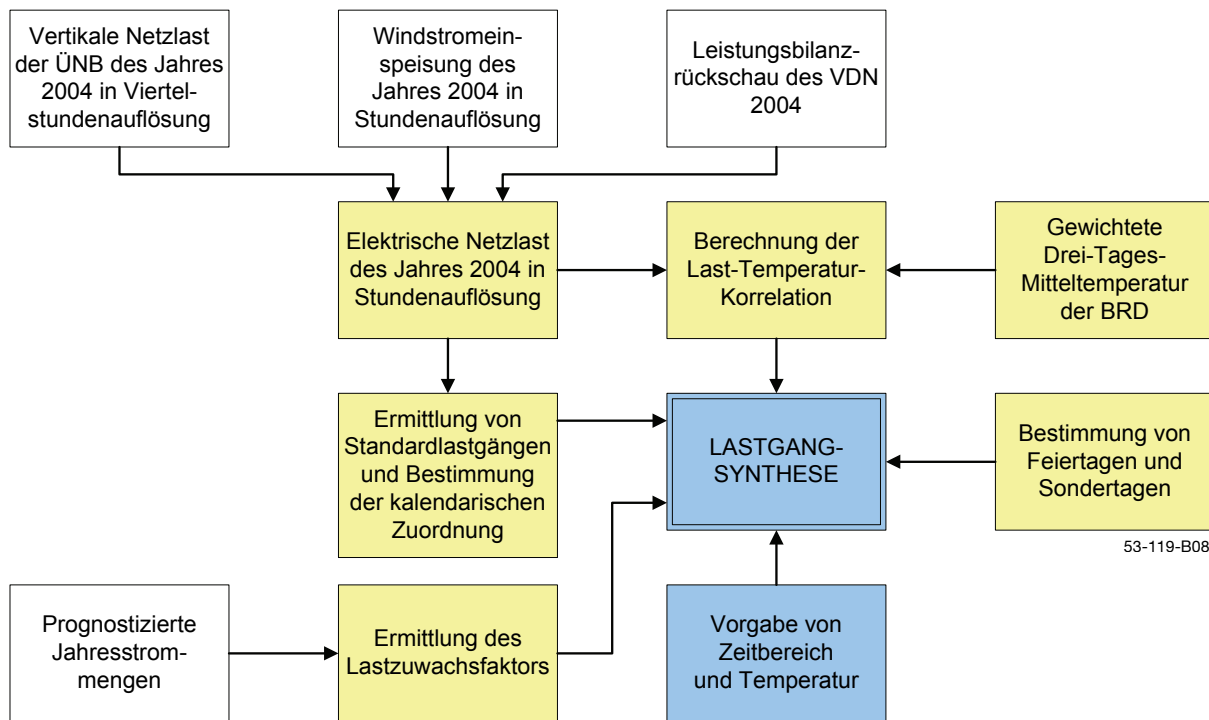 Vertikale Netzlast
der ÜNB des Jahres
2004 in Viertel-
stundenauflösung
Windstromein-
speisung des
Jahres 2004 in
Stundenauflösung
Leistungsbilanz-
rückschau des VDN
2004
Elektrische Netzlast
des Jahres 2004 in
Stundenauflösung
Berechnung der
Last-Temperatur-
Korrelation
Gewichtete
Drei-Tages-
Mitteltemperatur
der BRD
Ermittlung von
Standardlastgängen
und Bestimmung
der kalendarischen
Zuordnung
LASTGANG-
SYNTHESE
Bestimmung von
Feiertagen und
Sondertagen
53-119-B08
Prognostizierte
Jahresstrom-
mengen
Ermittlung des
Lastzuwachsfaktors
Vorgabe von
Zeitbereich
und Temperatur